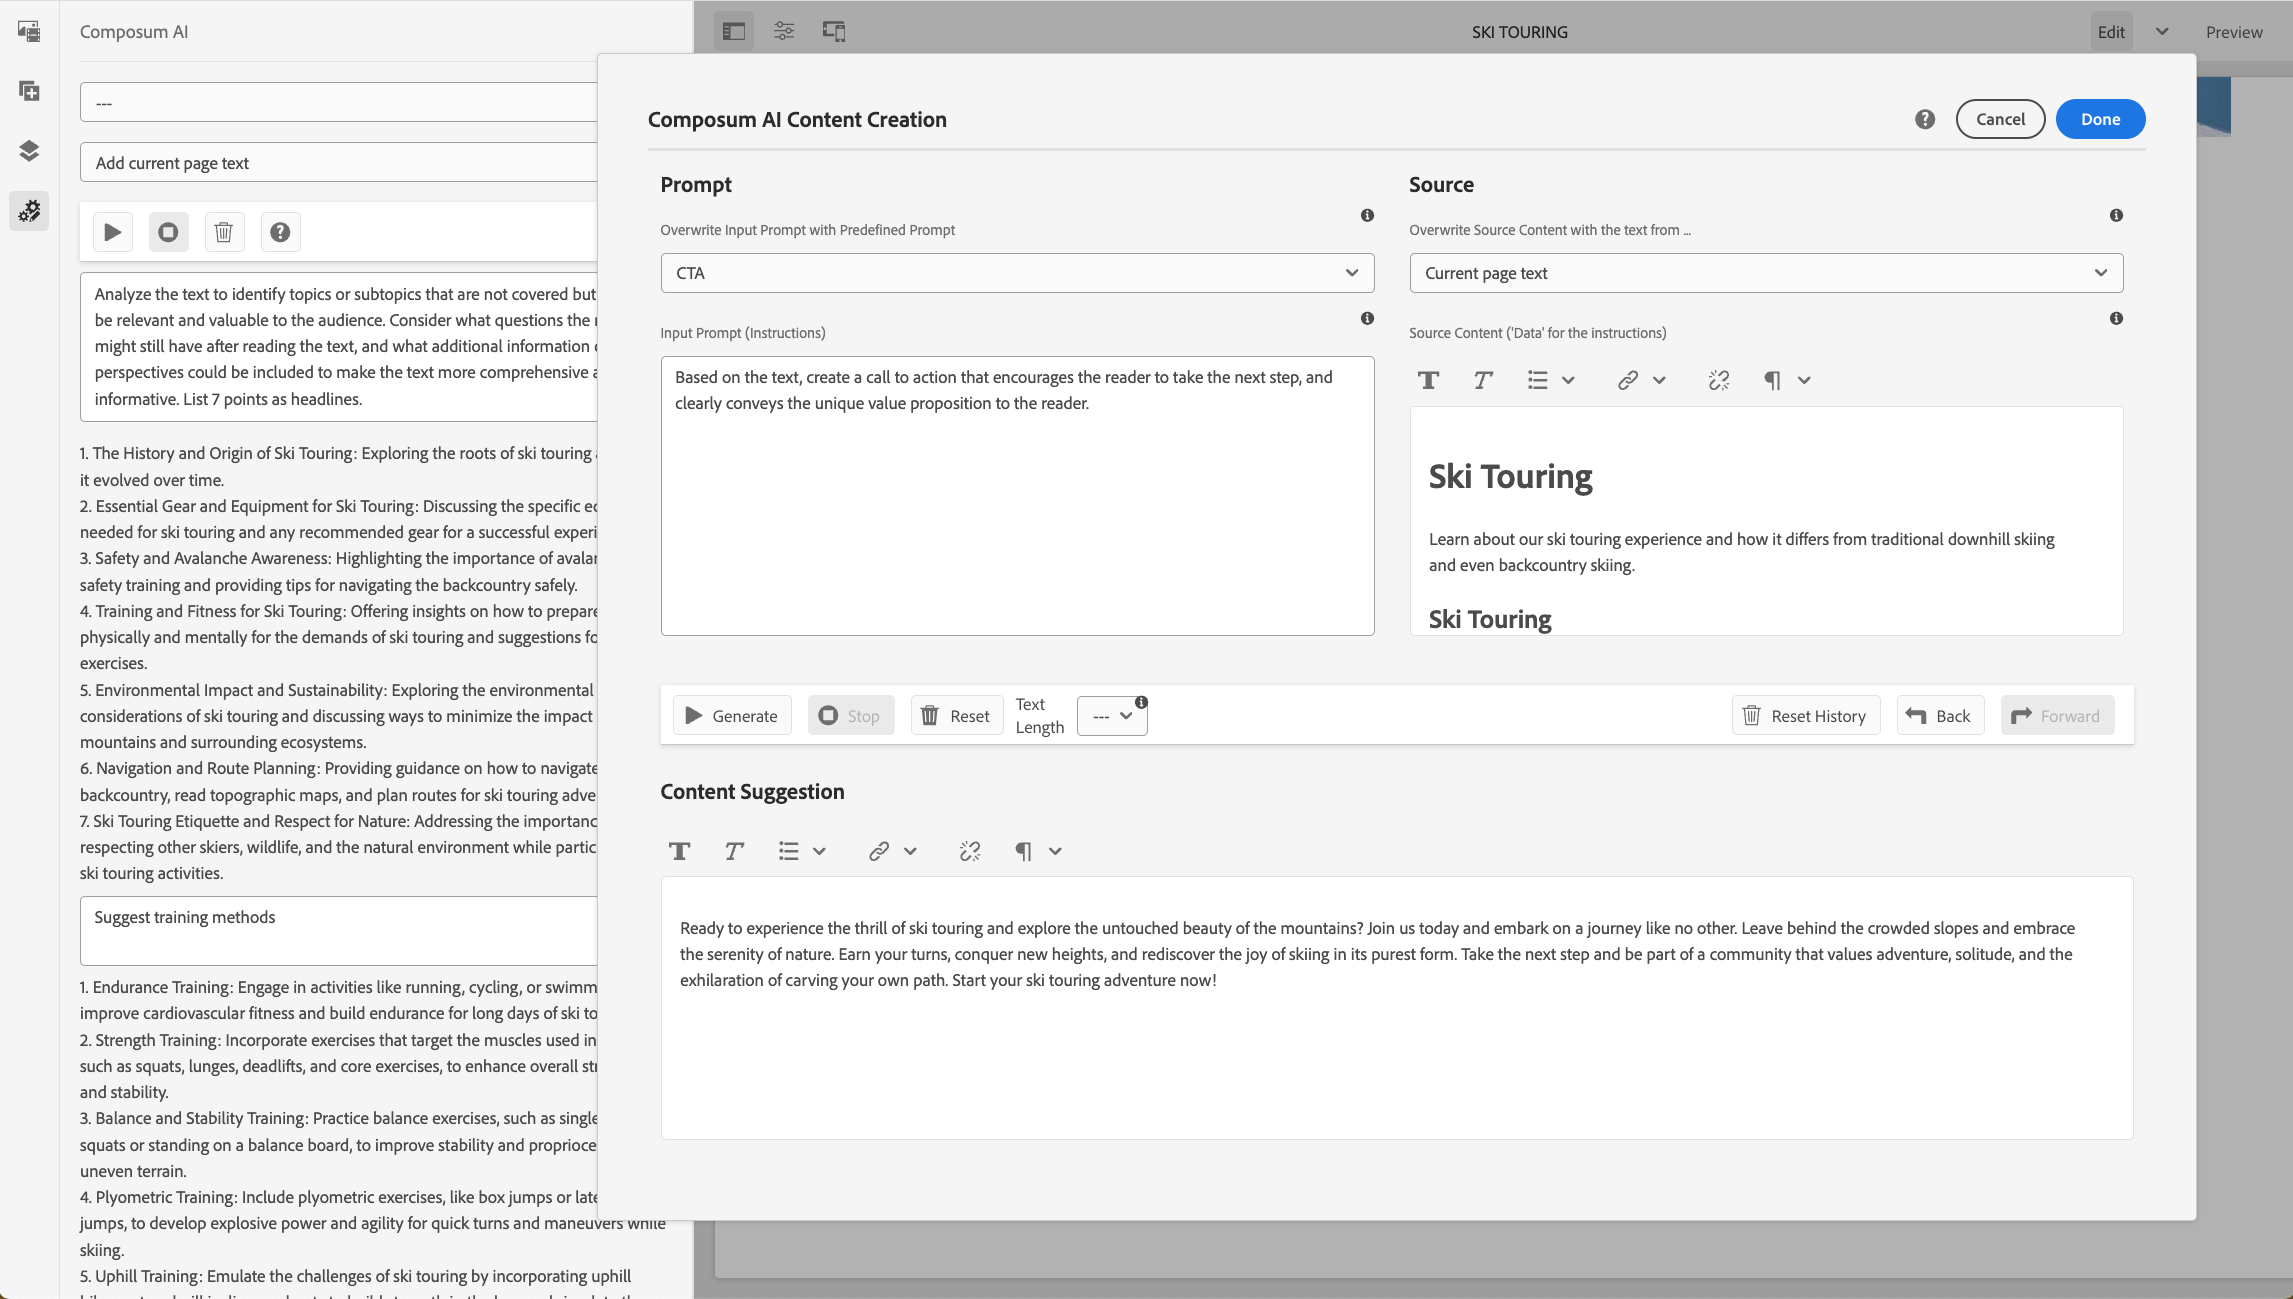 Composum AI
---
Add current page text
Analyze the text to identify topics or subtopics that are not covered but
be relevant and valuable to the audience. Consider what questions the
might still have after reading the text, and what additional information
perspectives could be included to make the text more comprehensive
informative. List 7 points as headlines.
1. The History and Origin of Ski Touring: Exploring the roots of ski touring
it evolved over time.
2. Essential Gear and Equipment for Ski Touring: Discussing the specific
needed for ski touring and any recommended gear for a successful
3. Safety and Avalanche Awareness: Highlighting the importance of
safety training and providing tips for navigating the backcountry safely.
4. Training and Fitness for Ski Touring: Offering insights on how to prepare
physically and mentally for the demands of ski touring and suggestions
exercises.
5. Environmental Impact and Sustainability: Exploring the environmental
considerations of ski touring and discussing ways to minimize the impact
mountains and surrounding ecosystems.
6. Navigation and Route Planning: Providing guidance on how to navigate
backcountry, read topographic maps, and plan routes for ski touring
7. Ski Touring Etiquette and Respect for Nature: Addressing the
respecting other skiers, wildlife, and the natural environment while
ski touring activities.
Suggest training methods
1. Endurance Training: Engage in activities like running, cycling, or
improve cardiovascular fitness and build endurance for long days of ski
2. Strength Training: Incorporate exercises that target the muscles used in
such as squats, lunges, deadlifts, and core exercises, to enhance overall
and stability.
3. Balance and Stability Training: Practice balance exercises, such as
squats or standing on a balance board, to improve stability and
uneven terrain.
4. Plyometric Training: Include plyometric exercises, like box jumps or
jumps, to develop explosive power and agility for quick turns and maneuvers while
skiing.
5. Uphill Training: Emulate the challenges of ski touring by incorporating uphill
SKI TOURING
Edit
Preview
Composum AI Content Creation
Cancel
Done
Prompt
Overwrite Input Prompt with Predefined Prompt
CTA
Input Prompt (Instructions)
Based on the text, create a call to action that encourages the reader to take the next step, and
clearly conveys the unique value proposition to the reader.
Source
Overwrite Source Content with the text from ...
Current page text
Source Content ('Data' for the instructions)
Ski Touring
Learn about our ski touring experience and how it differs from traditional downhill skiing
and even backcountry skiing.
Ski Touring
Generate
Stop
Reset
Text
Length
---
Reset History
Back
Forward
Content Suggestion
Ready to experience the thrill of ski touring and explore the untouched beauty of the mountains? Join us today and embark on a journey like no other. Leave behind the crowded slopes and embrace
the serenity of nature. Earn your turns, conquer new heights, and rediscover the joy of skiing in its purest form. Take the next step and be part of a community that values adventure, solitude, and the
exhilaration of carving your own path. Start your ski touring adventure now!